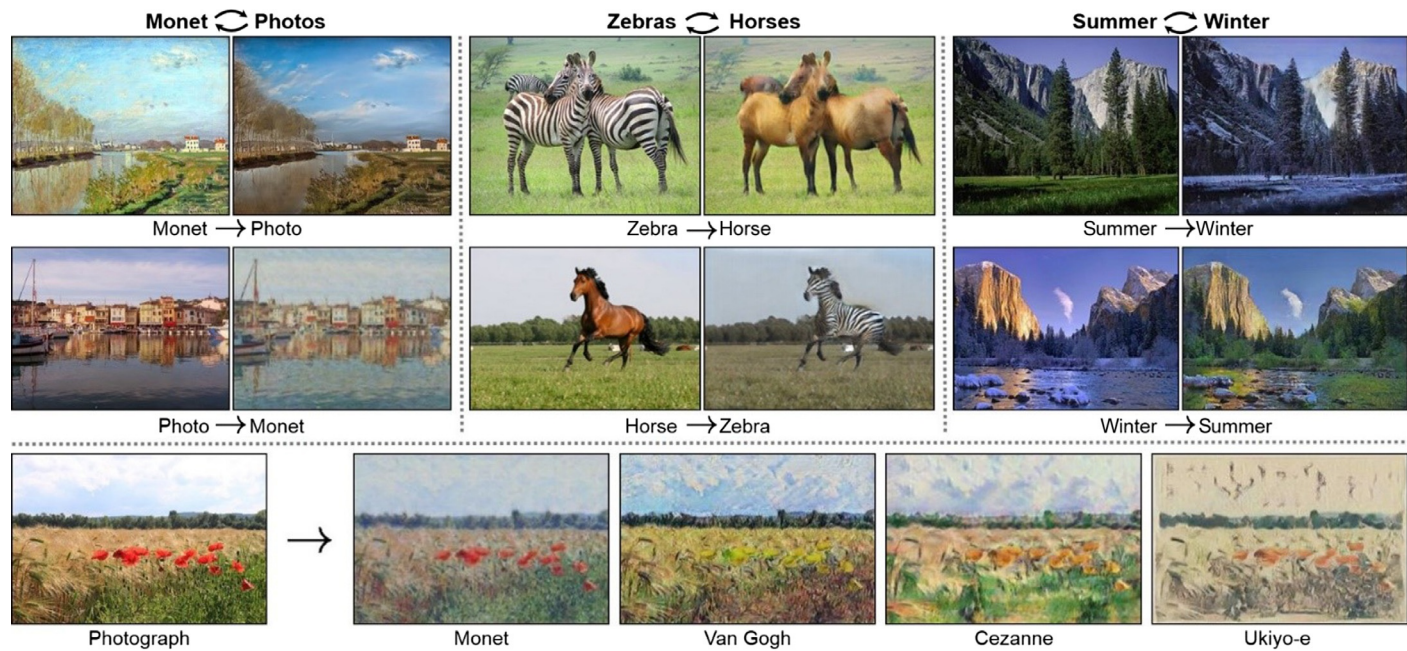 Monet ⇄ Photos
Zebras ⇄ Horses
Summer ⇄ Winter
Monet → Photo
Zebra → Horse
Summer → Winter
Photo → Monet
Horse → Zebra
Winter → Summer
Photograph
Monet
Van Gogh
Cezanne
Ukiyo-e